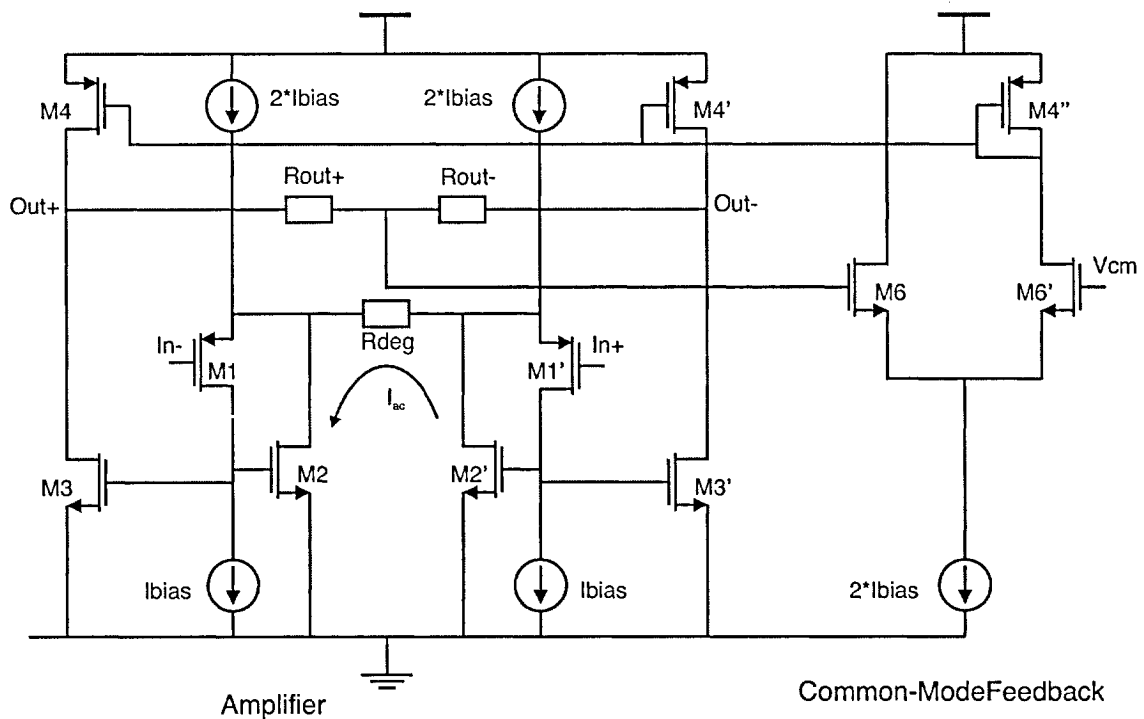 M4
2*Ibias
2*Ibias
M4'
M4''
Rout+
Rout-
Out+
Out-
Vcm
M6
M6'
In-
M1
Rdeg
M1'
In+
Iac
M3
M2
M2'
M3'
Ibias
Ibias
2*Ibias
Amplifier
Common-ModeFeedback